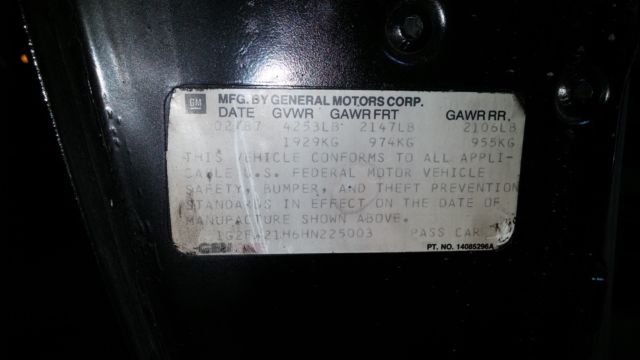 GM MFG. BY GENERAL MOTORS CORP.
DATE GVWR GAWR FRT GAWR RR.
02/87 4253LB 2147LB 2106LB
1929KG 974KG 955KG
THIS VEHICLE CONFORMS TO ALL APPLI-
CABLE U.S. FEDERAL MOTOR VEHICLE
SAFETY, BUMPER, AND THEFT PREVENTION
STANDARDS IN EFFECT ON THE DATE OF
MANUFACTURE SHOWN ABOVE.
PASS CAR
PT. NO. 14085296A